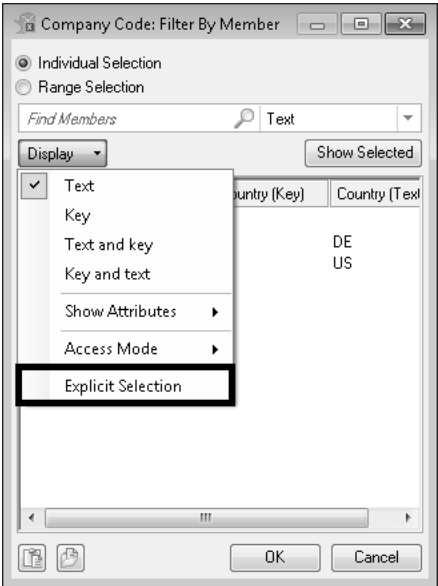 Company Code: Filter By Member
Individual Selection
Range Selection
Find Members Text
Display Show Selected
Text
Key
Text and key
Key and text
Show Attributes
Access Mode
Explicit Selection
ountry (Key) Country (Text
DE
US
OK Cancel